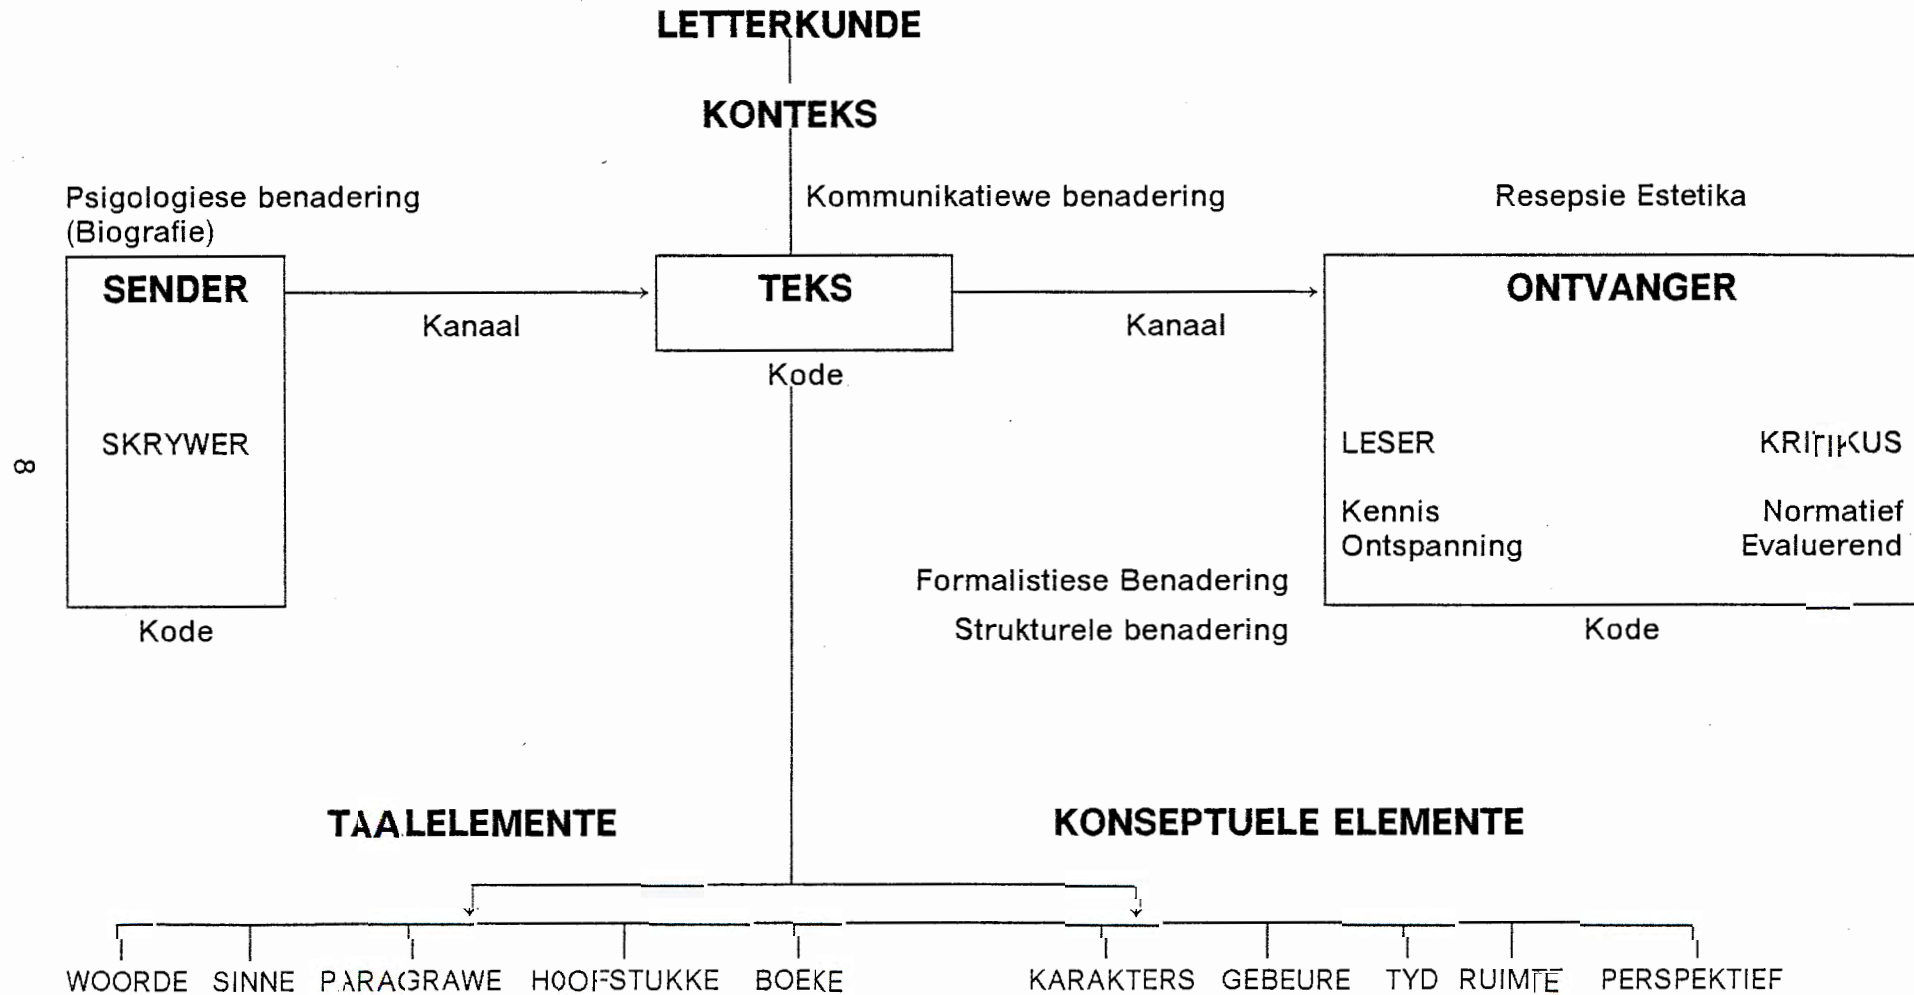 LETTERKUNDE
KONTEKS
Psigologiese benadering
(Biografie)
Kommunikatiewe benadering
Resepsie Estetika
SENDER
TEKS
ONTVANGER
Kanaal
Kanaal
Kode
SKRYWER
LESER
KRITIKUS
Kennis
Normatief
Ontspanning
Evaluerend
Formalistiese Benadering
Strukturele benadering
Kode
Kode
8
TAALELEMENTE
KONSEPTUELE ELEMENTE
WOORDE SINNE PARAGRAWE HOOFSTUKKE BOEKE KARAKTERS GEBEURE TYD RUIMTE PERSPEKTIEF